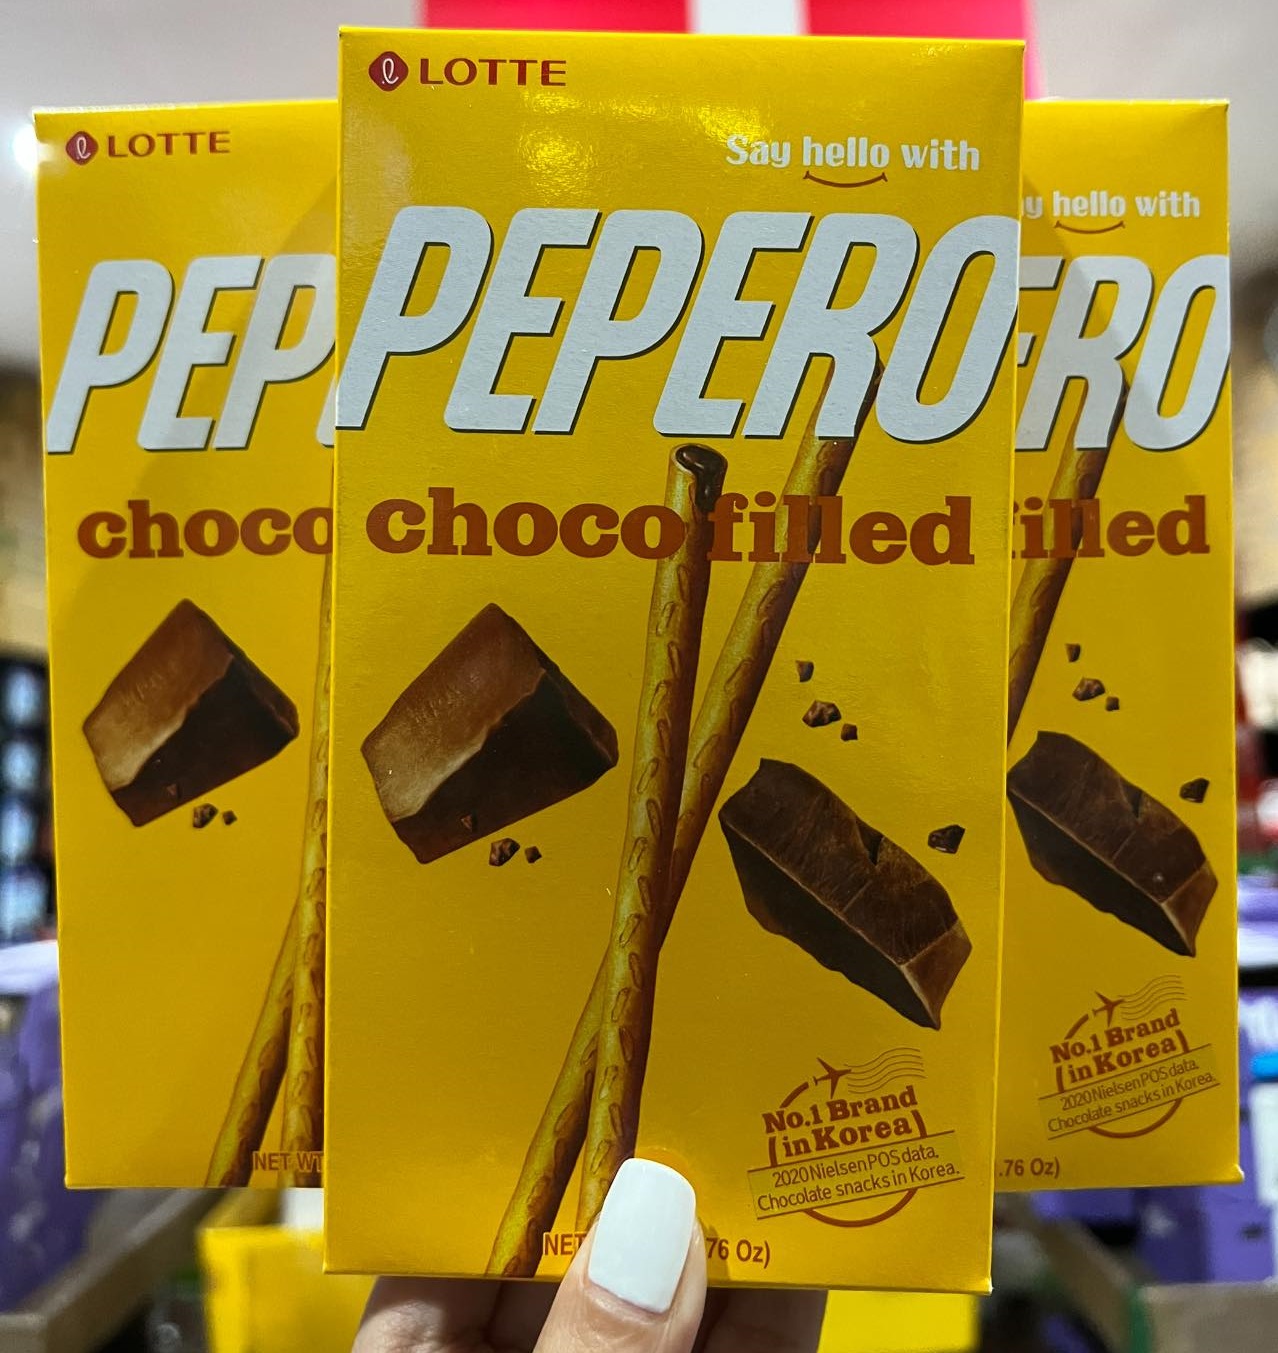 LOTTE
Say hello with
PEPERO
choco filled
No.1 Brand
(in Korea)
2020 Nielsen POS data.
Chocolate snacks in Korea.
NET 76 Oz)
LOTTE
PEP
choco
NET WT
y hello with
ERO
illed
No.1 Brand
(in Korea)
2020 Nielsen POS data.
Chocolate snacks in Korea.
.76 Oz)